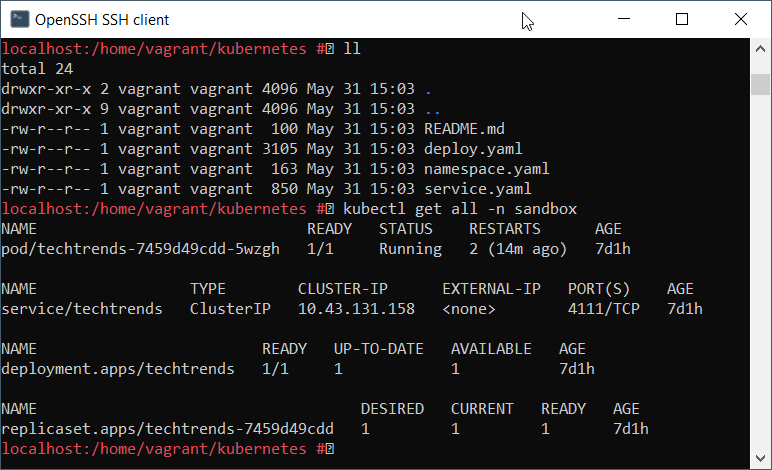 OpenSSH SSH client
localhost:/home/vagrant/kubernetes # ll
total 24
drwxr-xr-x 2 vagrant vagrant 4096 May 31 15:03 .
drwxr-xr-x 9 vagrant vagrant 4096 May 31 15:03 ..
-rw-r--r-- 1 vagrant vagrant  100 May 31 15:03 README.md
-rw-r--r-- 1 vagrant vagrant 3105 May 31 15:03 deploy.yaml
-rw-r--r-- 1 vagrant vagrant  163 May 31 15:03 namespace.yaml
-rw-r--r-- 1 vagrant vagrant  850 May 31 15:03 service.yaml
localhost:/home/vagrant/kubernetes # kubectl get all -n sandbox
NAME                              READY   STATUS    RESTARTS      AGE
pod/techtrends-7459d49cdd-5wzgh   1/1     Running   2 (14m ago)   7d1h
NAME                 TYPE        CLUSTER-IP      EXTERNAL-IP   PORT(S)    AGE
service/techtrends   ClusterIP   10.43.131.158   <none>        4111/TCP   7d1h
NAME                         READY   UP-TO-DATE   AVAILABLE   AGE
deployment.apps/techtrends   1/1     1            1           7d1h
NAME                                    DESIRED   CURRENT   READY   AGE
replicaset.apps/techtrends-7459d49cdd   1         1         1       7d1h
localhost:/home/vagrant/kubernetes #